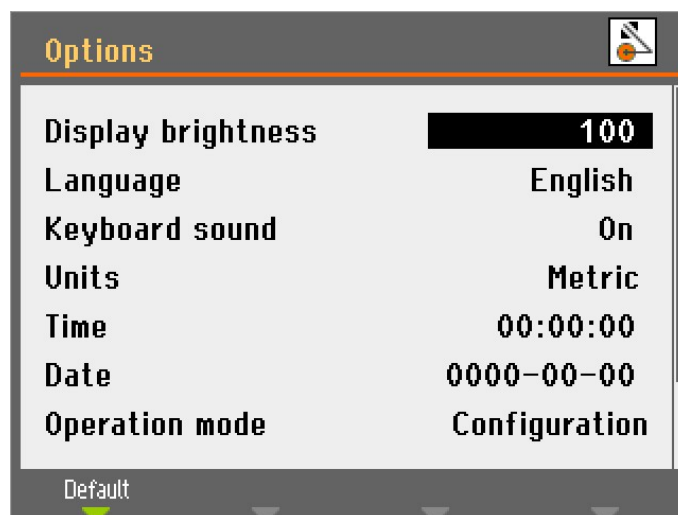 Options
Display brightness 100
Language English
Keyboard sound On
Units Metric
Time 00:00:00
Date 0000-00-00
Operation mode Configuration
Default